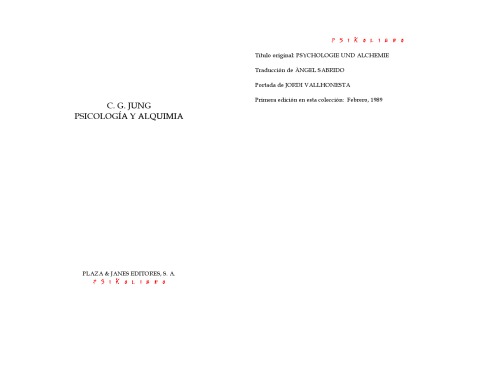 C. G. JUNG
PSICOLOGÍA Y ALQUIMIA
PLAZA & JANES EDITORES, S. A.
PSIKOLIBRO
PSIKOLIBRO
Título original: PSYCHOLOGIE UND ALCHEMIE
Traducción de ÁNGEL SABRIDO
Portada de JORDI VALLHONESTA
Primera edición en esta colección: Febrero, 1989